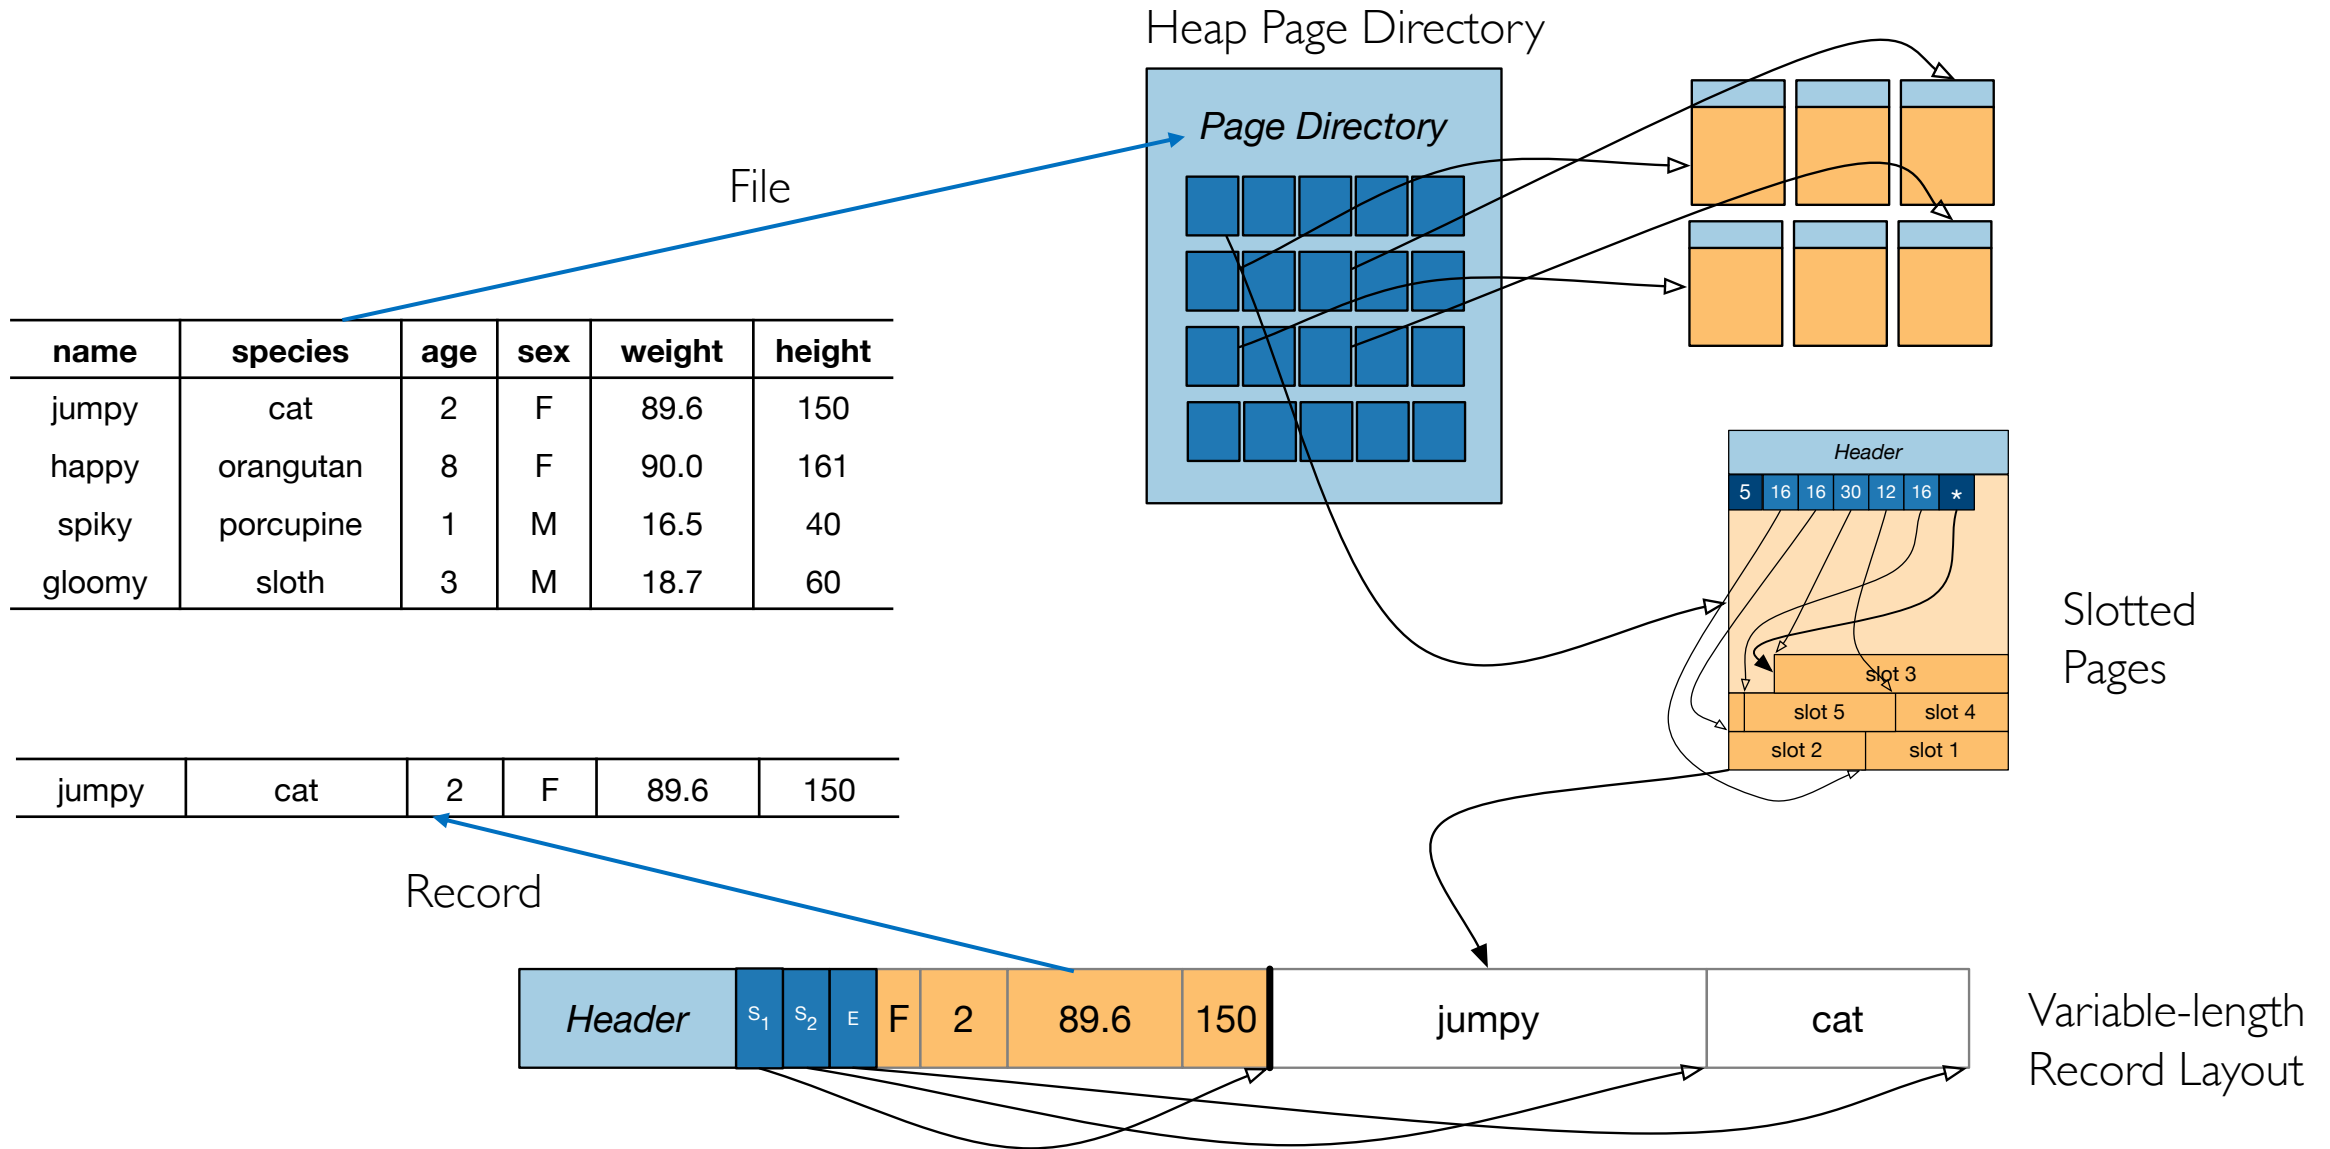 Heap Page Directory
Page Directory
File
name species age sex weight height
jumpy cat 2 F 89.6 150
happy orangutan 8 F 90.0 161
spiky porcupine 1 M 16.5 40
gloomy sloth 3 M 18.7 60
Header
5 16 16 30 12 16 *
slot 3
slot 5 slot 4
slot 2 slot 1
Slotted
Pages
jumpy cat 2 F 89.6 150
Record
Header S1 S2 E F 2 89.6 150 jumpy cat
Variable-length
Record Layout